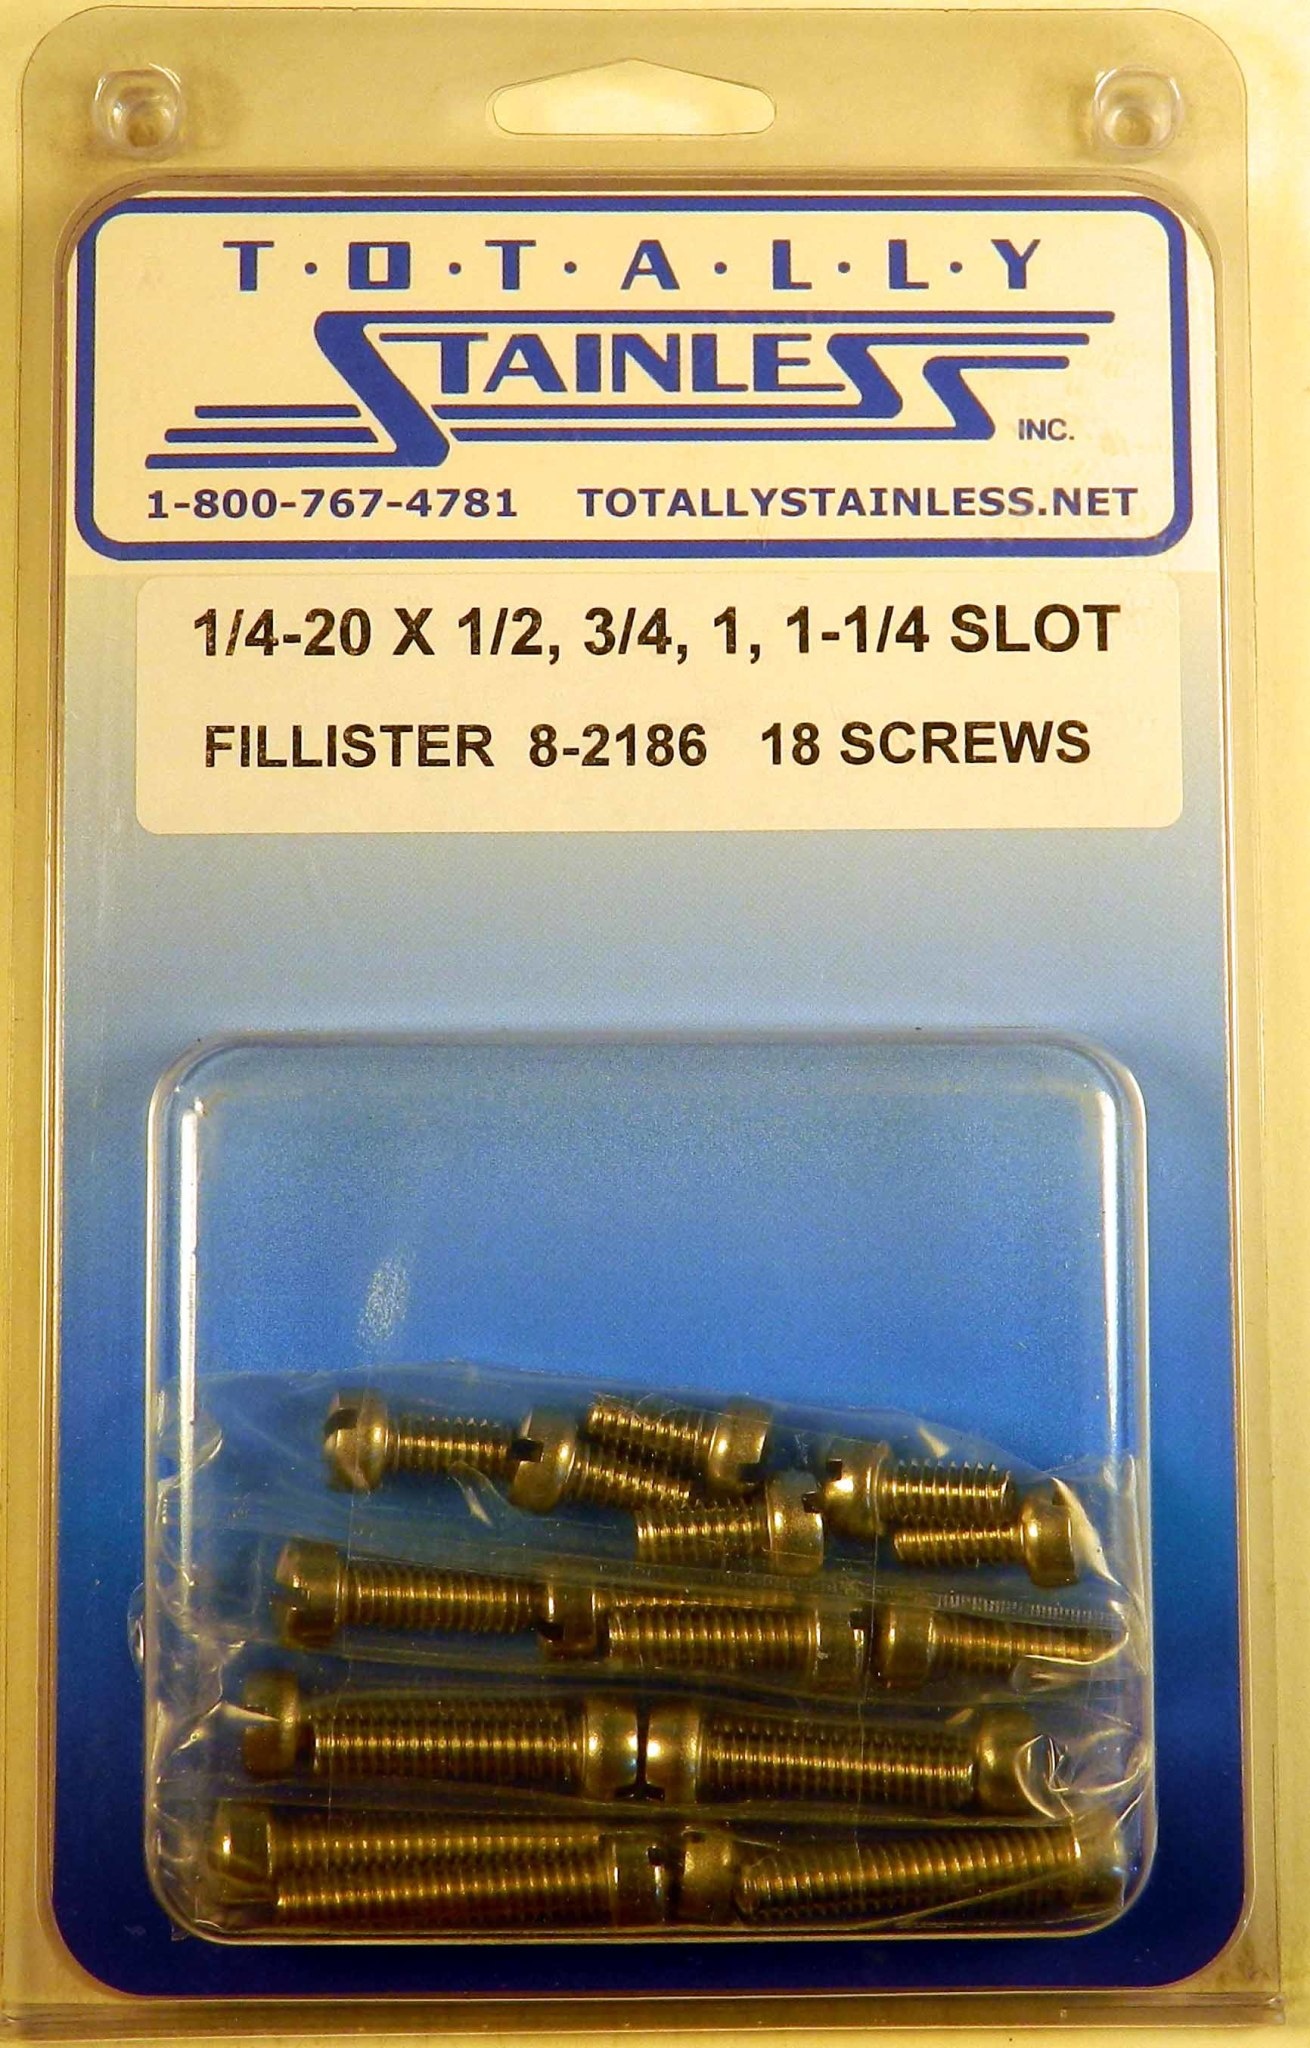 T·O·T·A·L·L·Y
STAINLESS INC.
1-800-767-4781 TOTALLYSTAINLESS.NET
1/4-20 X 1/2, 3/4, 1, 1-1/4 SLOT
FILLISTER 8-2186 18 SCREWS